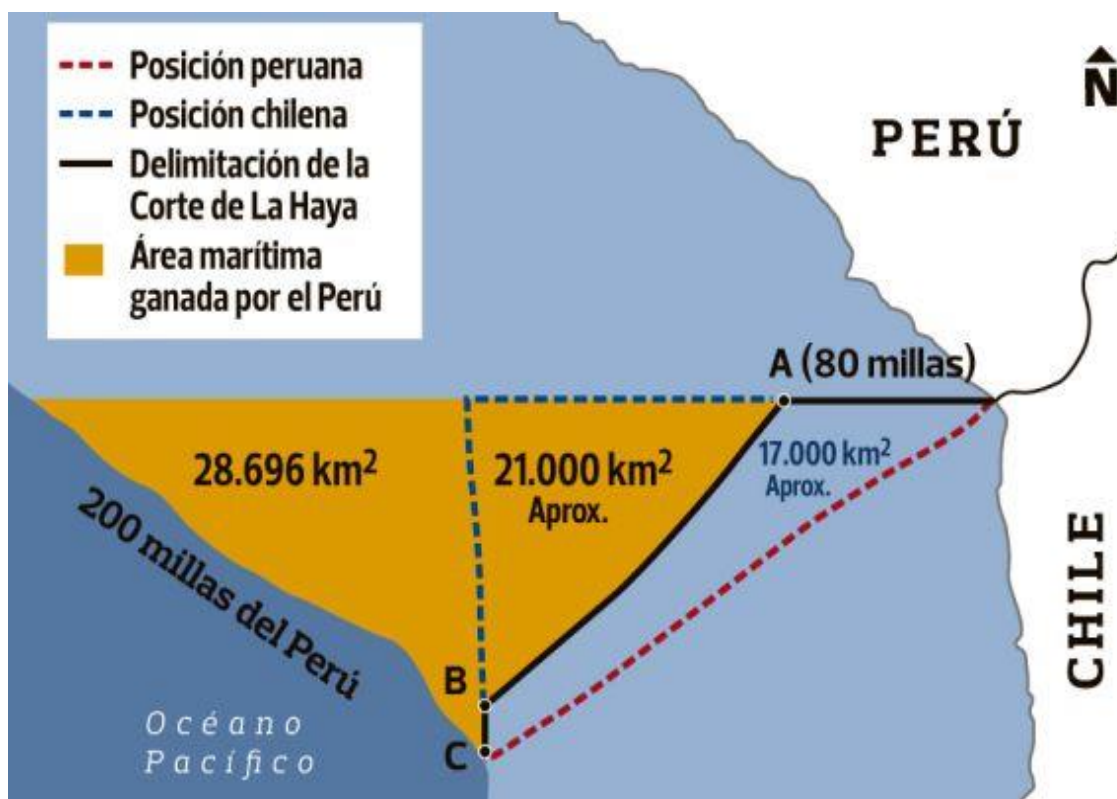 Posición peruana
Posición chilena
Delimitación de la
Corte de La Haya
Área marítima
ganada por el Perú
N
PERÚ
A (80 millas)
28.696 km²
21.000 km²
Aprox.
17.000 km²
Aprox.
200 millas del Perú
CHILE
B
C
Océano
Pacífico